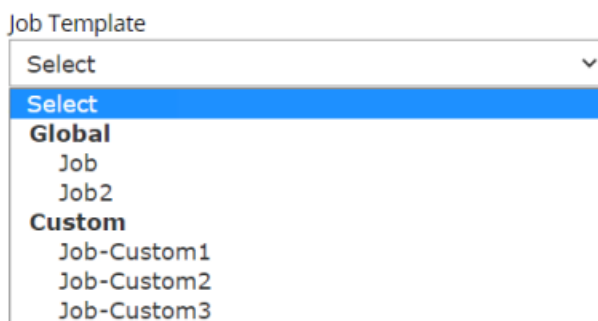 Job Template
Select
Select
Global
Job
Job2
Custom
Job-Custom1
Job-Custom2
Job-Custom3